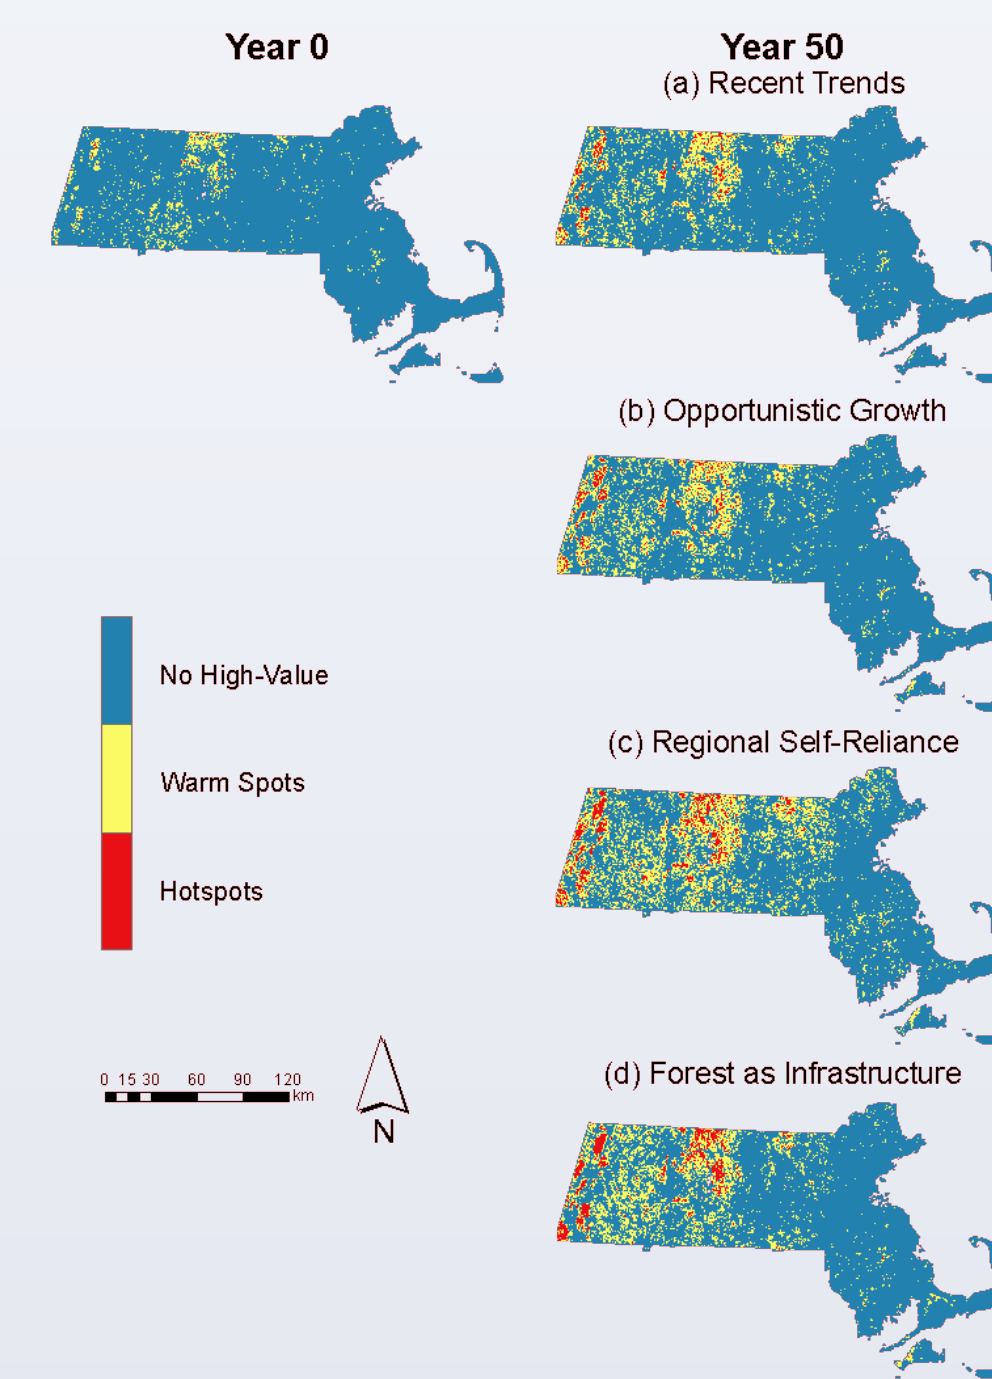 Year 0
Year 50
(a) Recent Trends
(b) Opportunistic Growth
No High-Value
Warm Spots
Hotspots
(c) Regional Self-Reliance
(d) Forest as Infrastructure
0 15 30 60 90 120
km
N